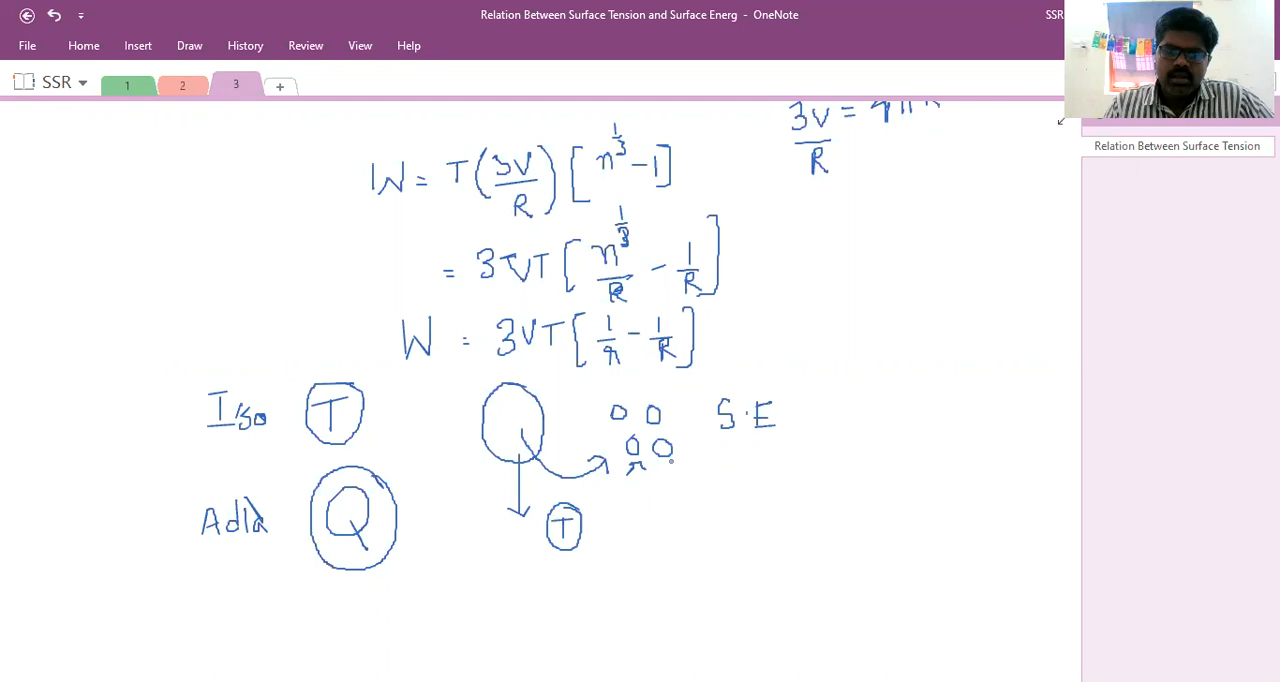 Relation Between Surface Tension and Surface Energ - OneNote SSR
File Home Insert Draw History Review View Help
SSR 1 2 3 +
Relation Between Surface Tension
W = T(3V/R)[n^{1/3} - 1]
= 3VT[n^{1/3}/R - 1/R]
W = 3VT[1/r - 1/R]
Iso T S.E
Adia Q T